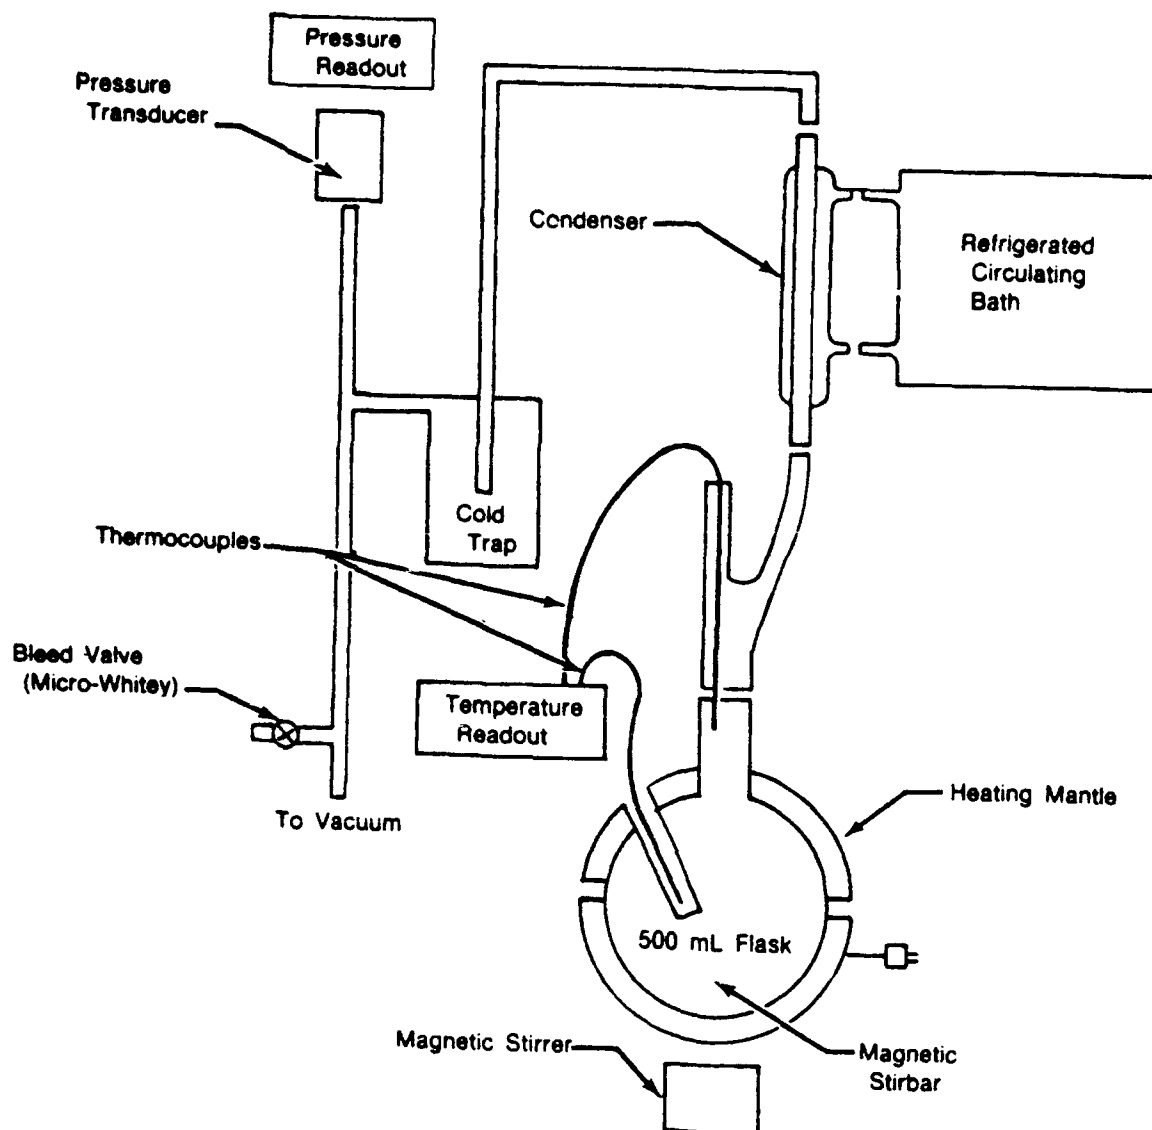 Pressure
Readout
Pressure
Transducer
Condenser
Refrigerated
Circulating
Bath
Cold
Trap
Thermocouples
Bleed Valve
(Micro-Whitey)
Temperature
Readout
To Vacuum
Heating Mantle
500 mL Flask
Magnetic Stirrer
Magnetic
Stirbar